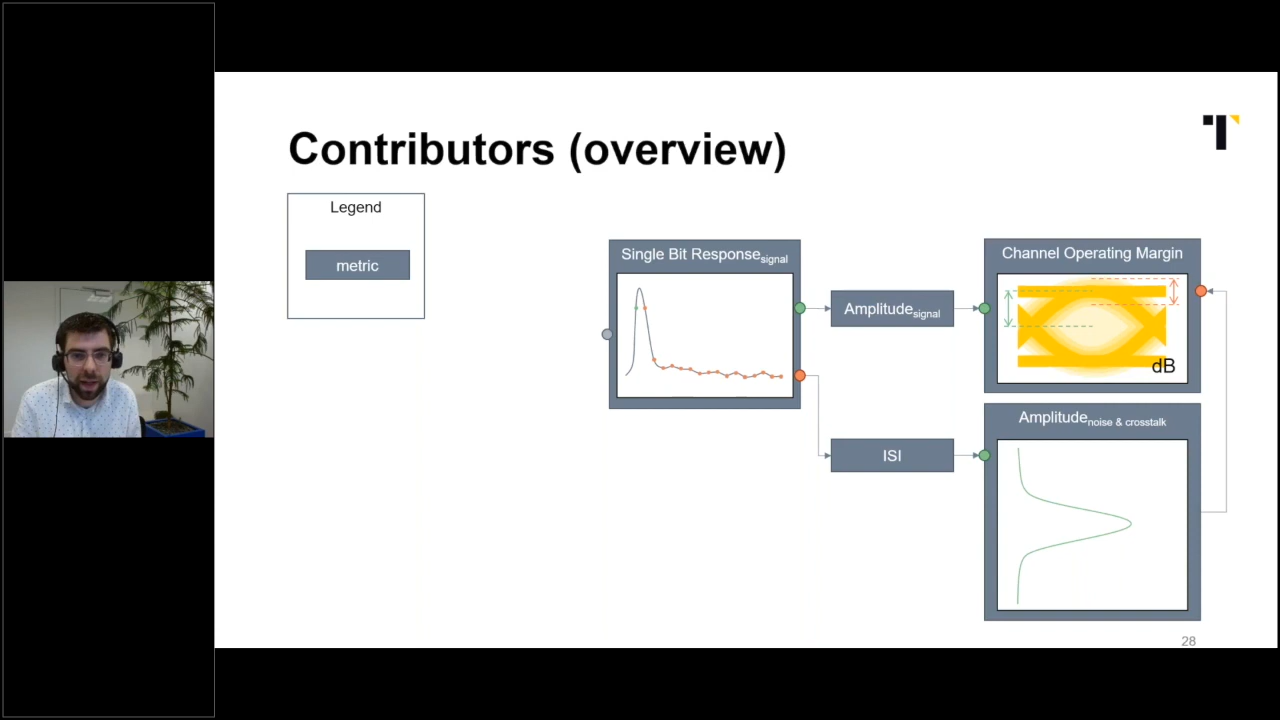 Contributors (overview)
Legend
metric
Single Bit Response signal
Amplitude signal
ISI
Channel Operating Margin
dB
Amplitude noise & crosstalk
28